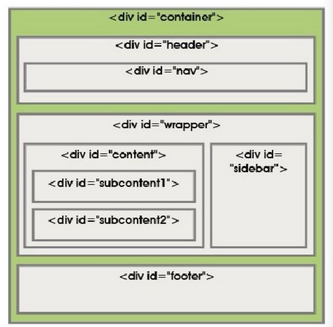 <div id="container">
<div id="header">
<div id="nav">
<div id="wrapper">
<div id="content">
<div id="subcontent1">
<div id="subcontent2">
<div id=
"sidebar">
<div id="footer">